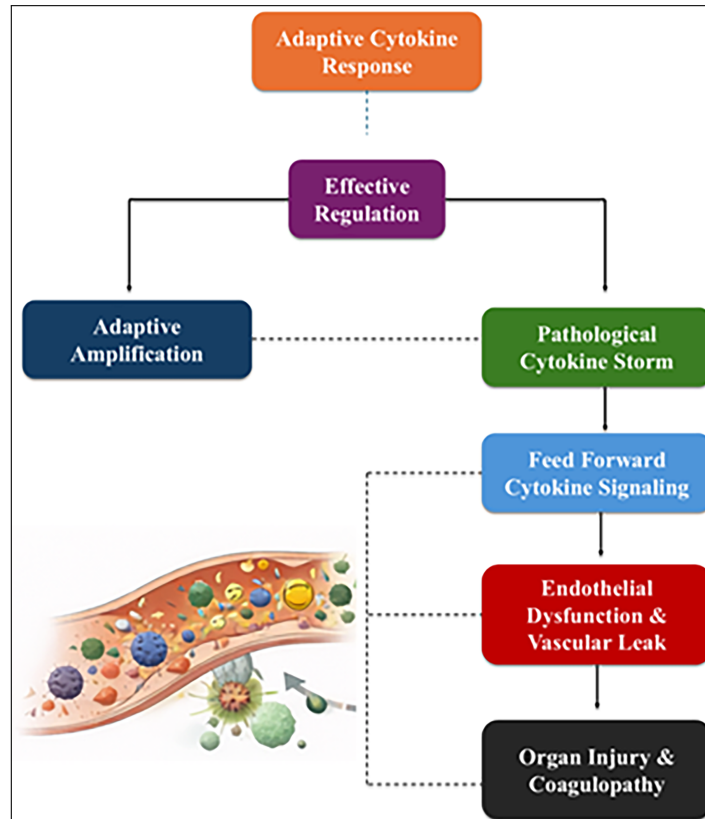 Adaptive Cytokine
Response
Effective
Regulation
Adaptive
Amplification
Pathological
Cytokine Storm
Feed Forward
Cytokine Signaling
Endothelial
Dysfunction &
Vascular Leak
Organ Injury &
Coagulopathy